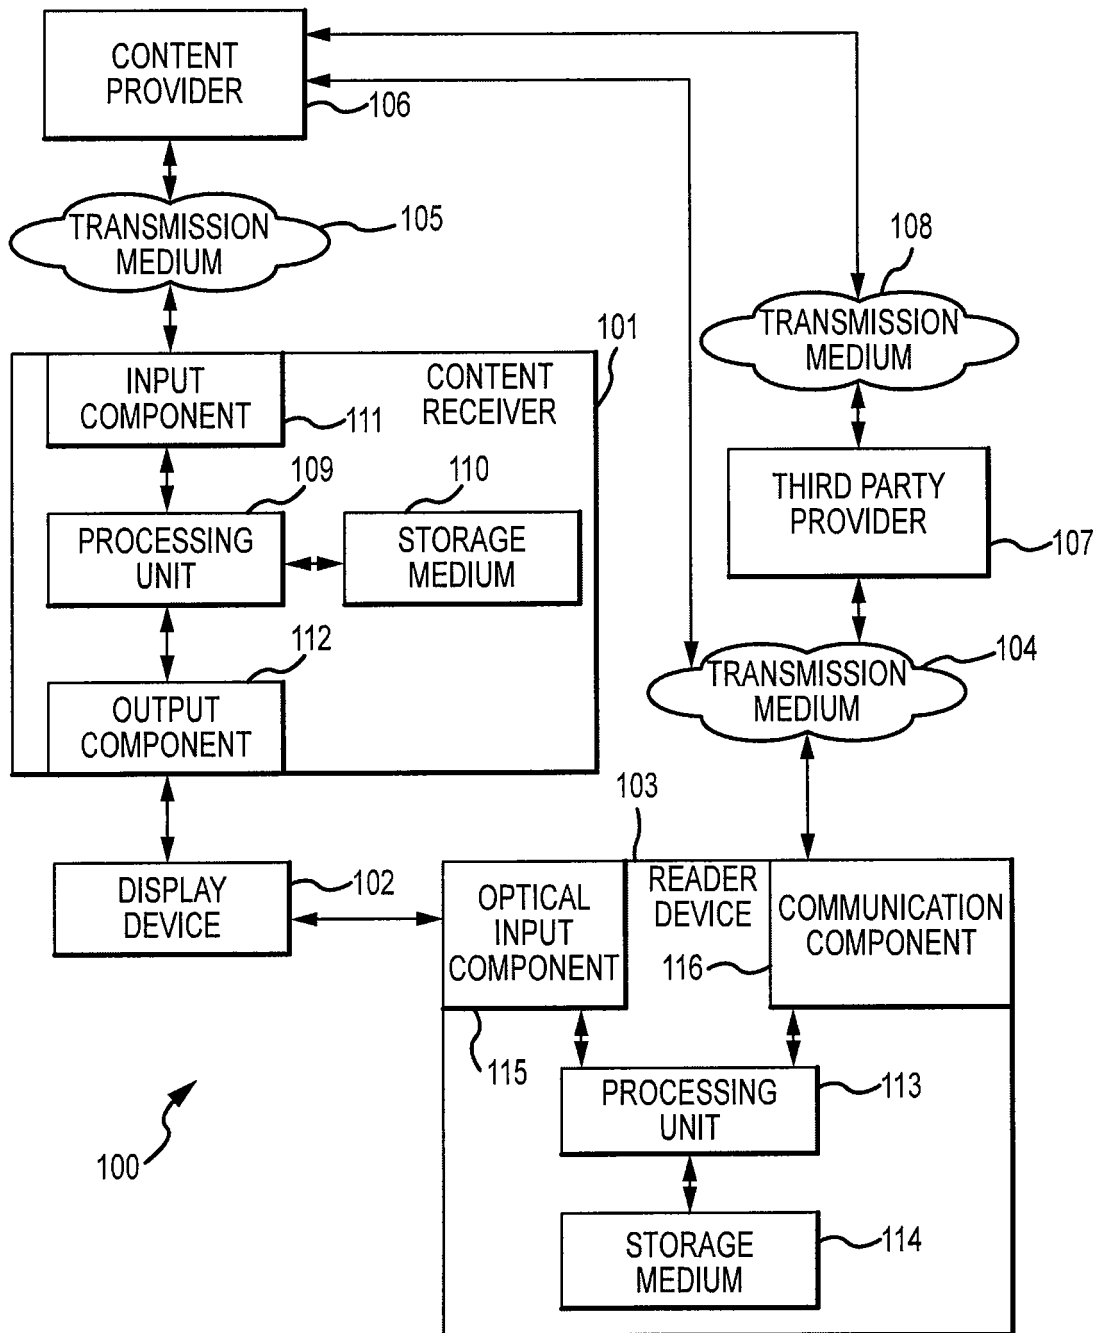 CONTENT
PROVIDER
106
TRANSMISSION
MEDIUM
105
108
TRANSMISSION
MEDIUM
101
INPUT
COMPONENT
111
CONTENT
RECEIVER
109
PROCESSING
UNIT
110
STORAGE
MEDIUM
THIRD PARTY
PROVIDER
107
112
OUTPUT
COMPONENT
TRANSMISSION
MEDIUM
104
103
DISPLAY
DEVICE
102
OPTICAL
INPUT
COMPONENT
115
READER
DEVICE
116
COMMUNICATION
COMPONENT
PROCESSING
UNIT
113
100
STORAGE
MEDIUM
114